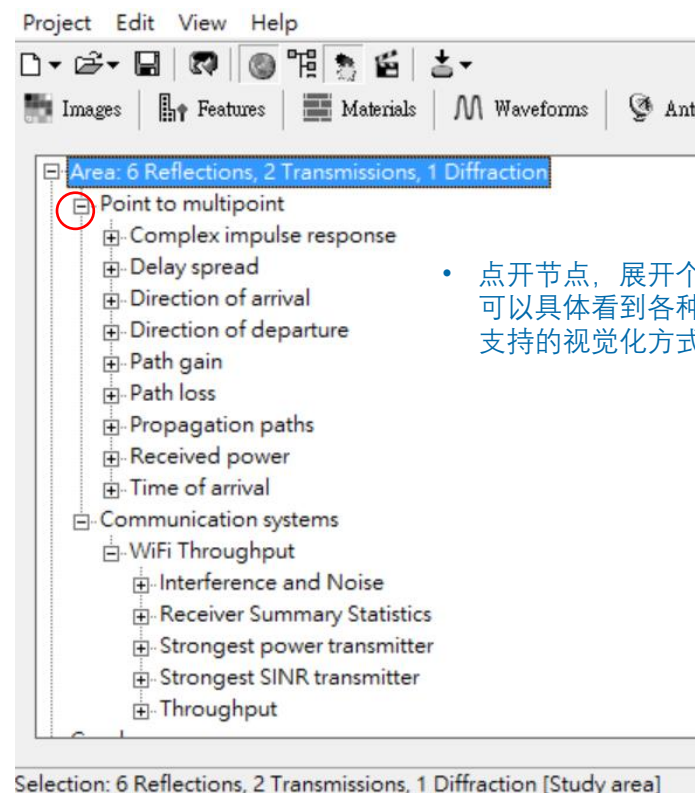 Project Edit View Help
Images Features Materials Waveforms Ant
Area: 6 Reflections, 2 Transmissions, 1 Diffraction
Point to multipoint
Complex impulse response
Delay spread
Direction of arrival
Direction of departure
Path gain
Path loss
Propagation paths
Received power
Time of arrival
Communication systems
WiFi Throughput
Interference and Noise
Receiver Summary Statistics
Strongest power transmitter
Strongest SINR transmitter
Throughput
• 点开节点，展开个
可以具体看到各种
支持的视觉化方式
Selection: 6 Reflections, 2 Transmissions, 1 Diffraction [Study area]